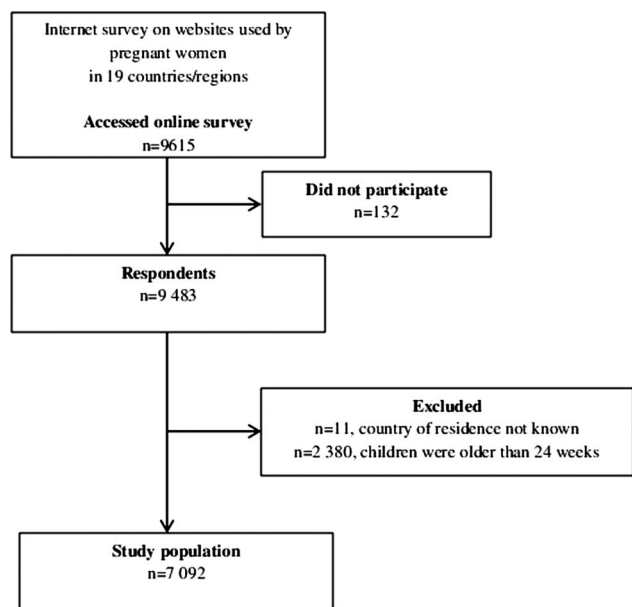 Internet survey on websites used by
pregnant women
in 19 countries/regions
Accessed online survey
n=9615
Did not participate
n=132
Respondents
n=9 483
Excluded
n=11, country of residence not known
n=2 380, children were older than 24 weeks
Study population
n=7 092